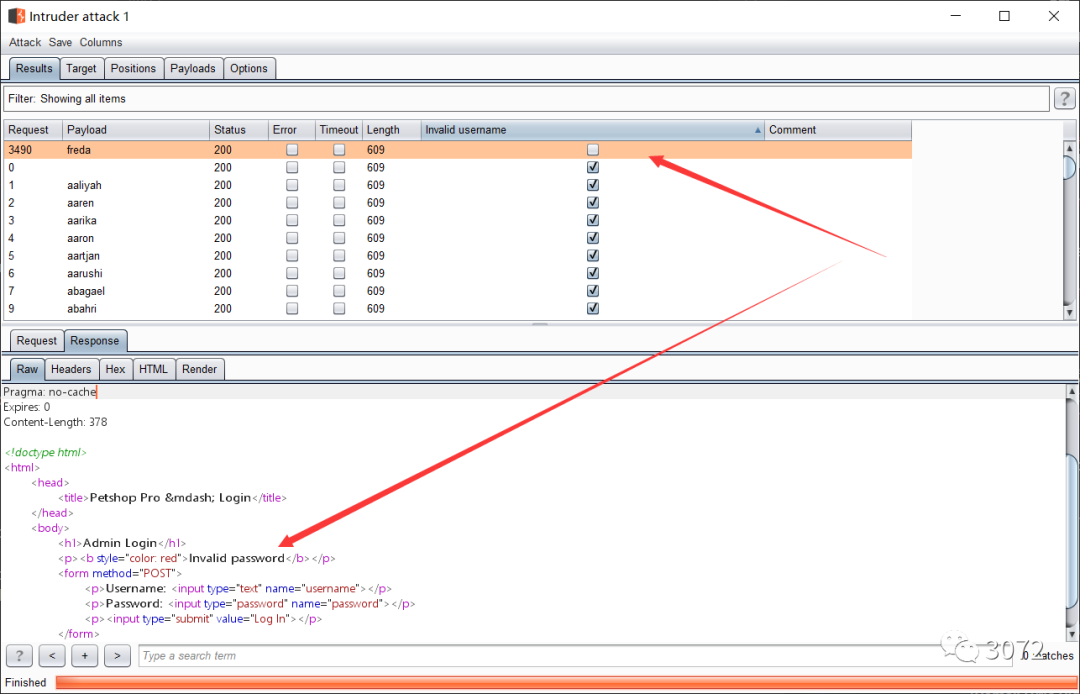 Intruder attack 1
Attack Save Columns
Results Target Positions Payloads Options
Filter: Showing all items ?
Request Payload Status Error Timeout Length Invalid username Comment
3490 freda 200 609
0 200 609
1 aaliyah 200 609
2 aaren 200 609
3 aarika 200 609
4 aaron 200 609
5 aartjan 200 609
6 aarushi 200 609
7 abagael 200 609
9 abahri 200 609
Request Response
Raw Headers Hex HTML Render
Pragma: no-cache
Expires: 0
Content-Length: 378
<!doctype html>
<html>
<head>
<title>Petshop Pro &mdash; Login</title>
</head>
<body>
<h1>Admin Login</h1>
<p><b style="color: red">Invalid password</b></p>
<form method="POST">
<p>Username: <input type="text" name="username"></p>
<p>Password: <input type="password" name="password"></p>
<p><input type="submit" value="Log In"></p>
</form>
? < + > Type a search term 0 matches
3072
Finished